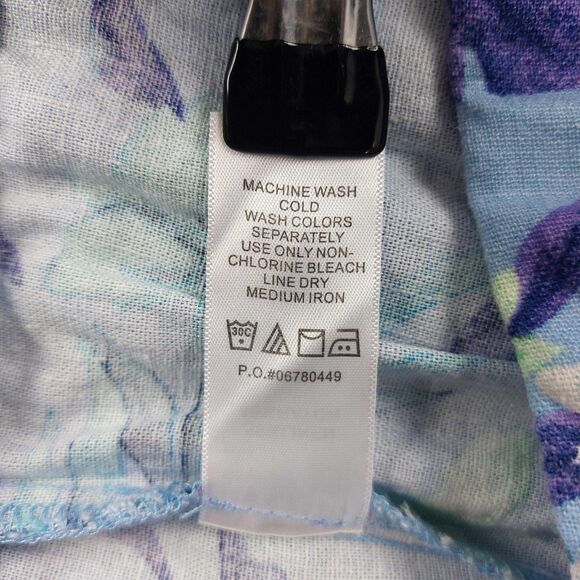 MACHINE WASH
COLD
WASH COLORS
SEPARATELY
USE ONLY NON-
CHLORINE BLEACH
LINE DRY
MEDIUM IRON
30C
P.O.#06780449